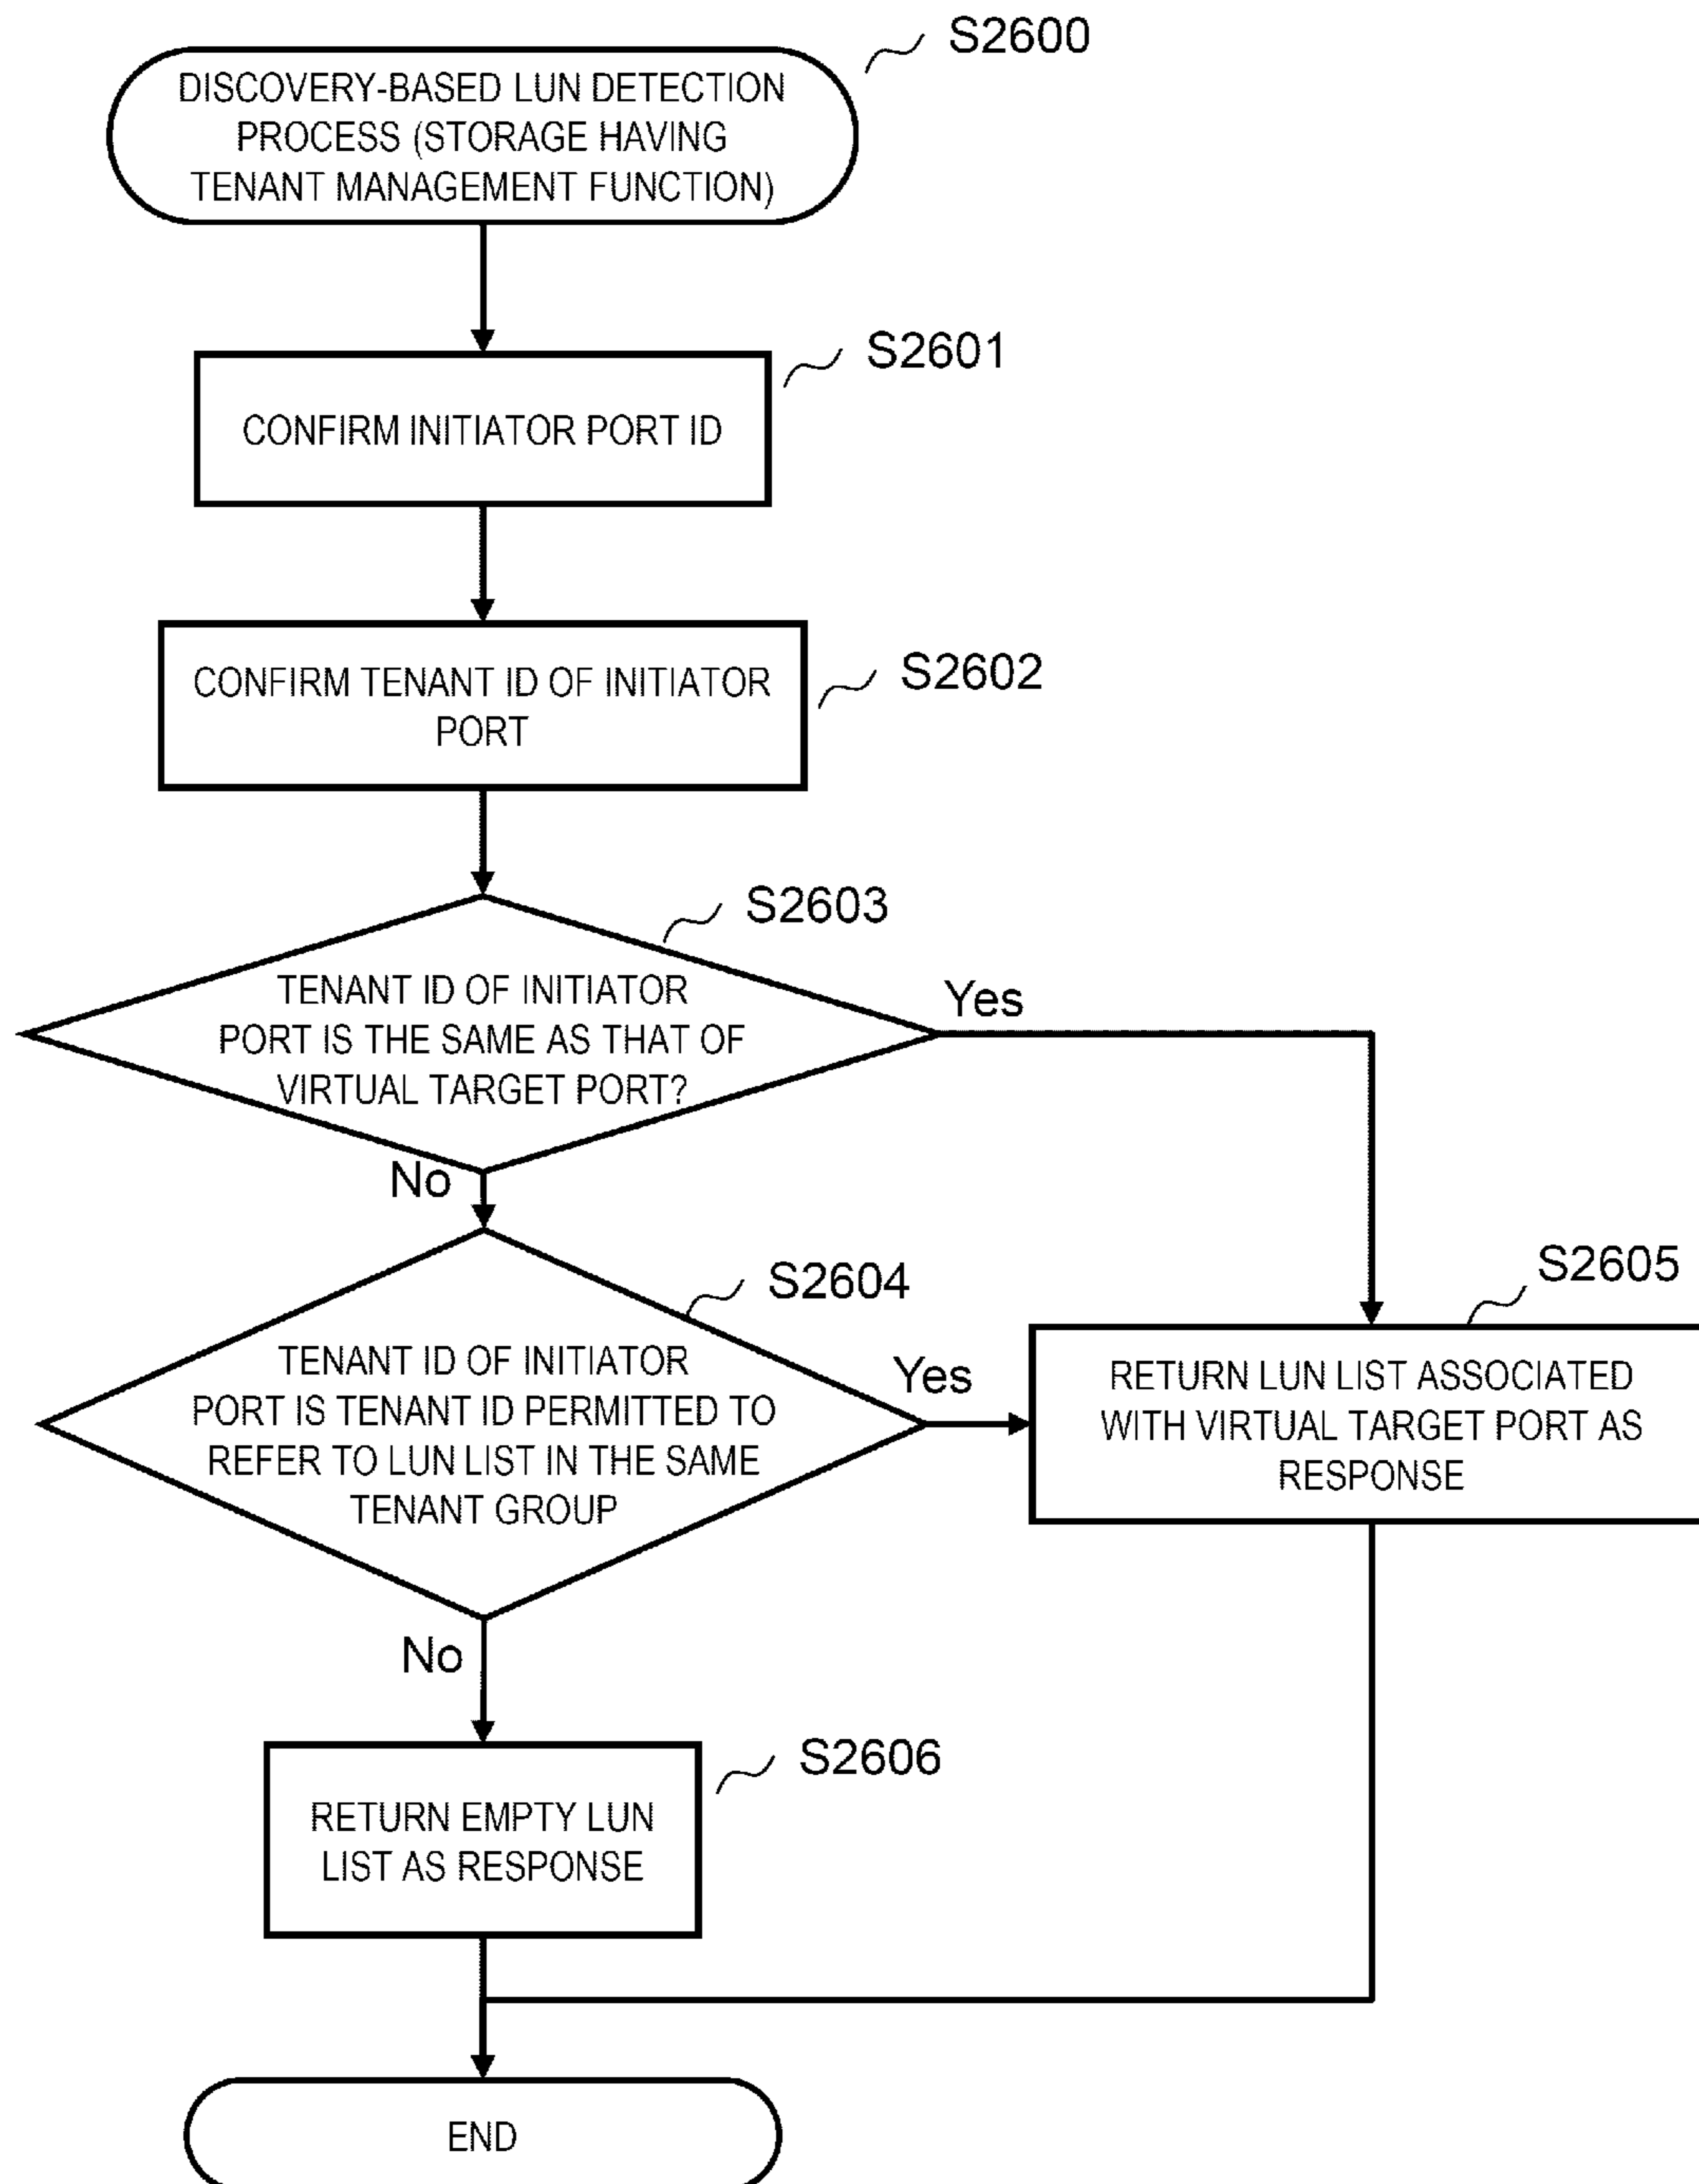 S2600
DISCOVERY-BASED LUN DETECTION
PROCESS (STORAGE HAVING
TENANT MANAGEMENT FUNCTION)
S2601
CONFIRM INITIATOR PORT ID
S2602
CONFIRM TENANT ID OF INITIATOR
PORT
S2603
TENANT ID OF INITIATOR
PORT IS THE SAME AS THAT OF
VIRTUAL TARGET PORT?
Yes
No
S2604
TENANT ID OF INITIATOR
PORT IS TENANT ID PERMITTED TO
REFER TO LUN LIST IN THE SAME
TENANT GROUP
Yes
S2605
RETURN LUN LIST ASSOCIATED
WITH VIRTUAL TARGET PORT AS
RESPONSE
No
S2606
RETURN EMPTY LUN
LIST AS RESPONSE
END